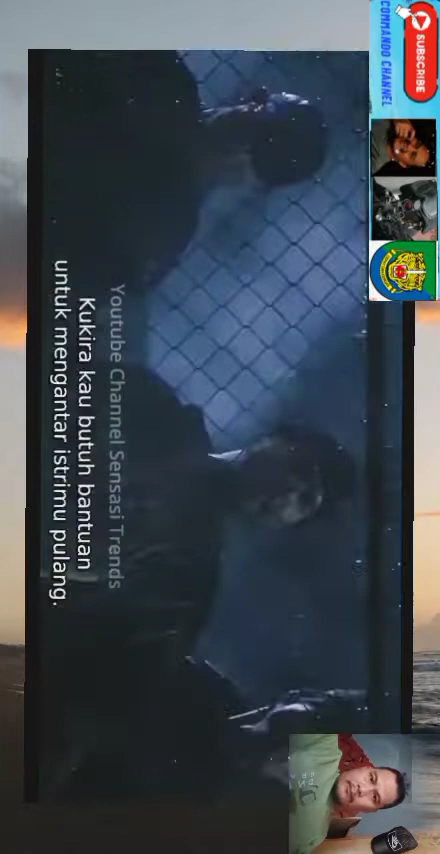 SUBSCRIBE
COMMANDO CHANNEL
Youtube Channel Sensasi Trends
Kukira kau butuh bantuan
untuk mengantar istrimu pulang.